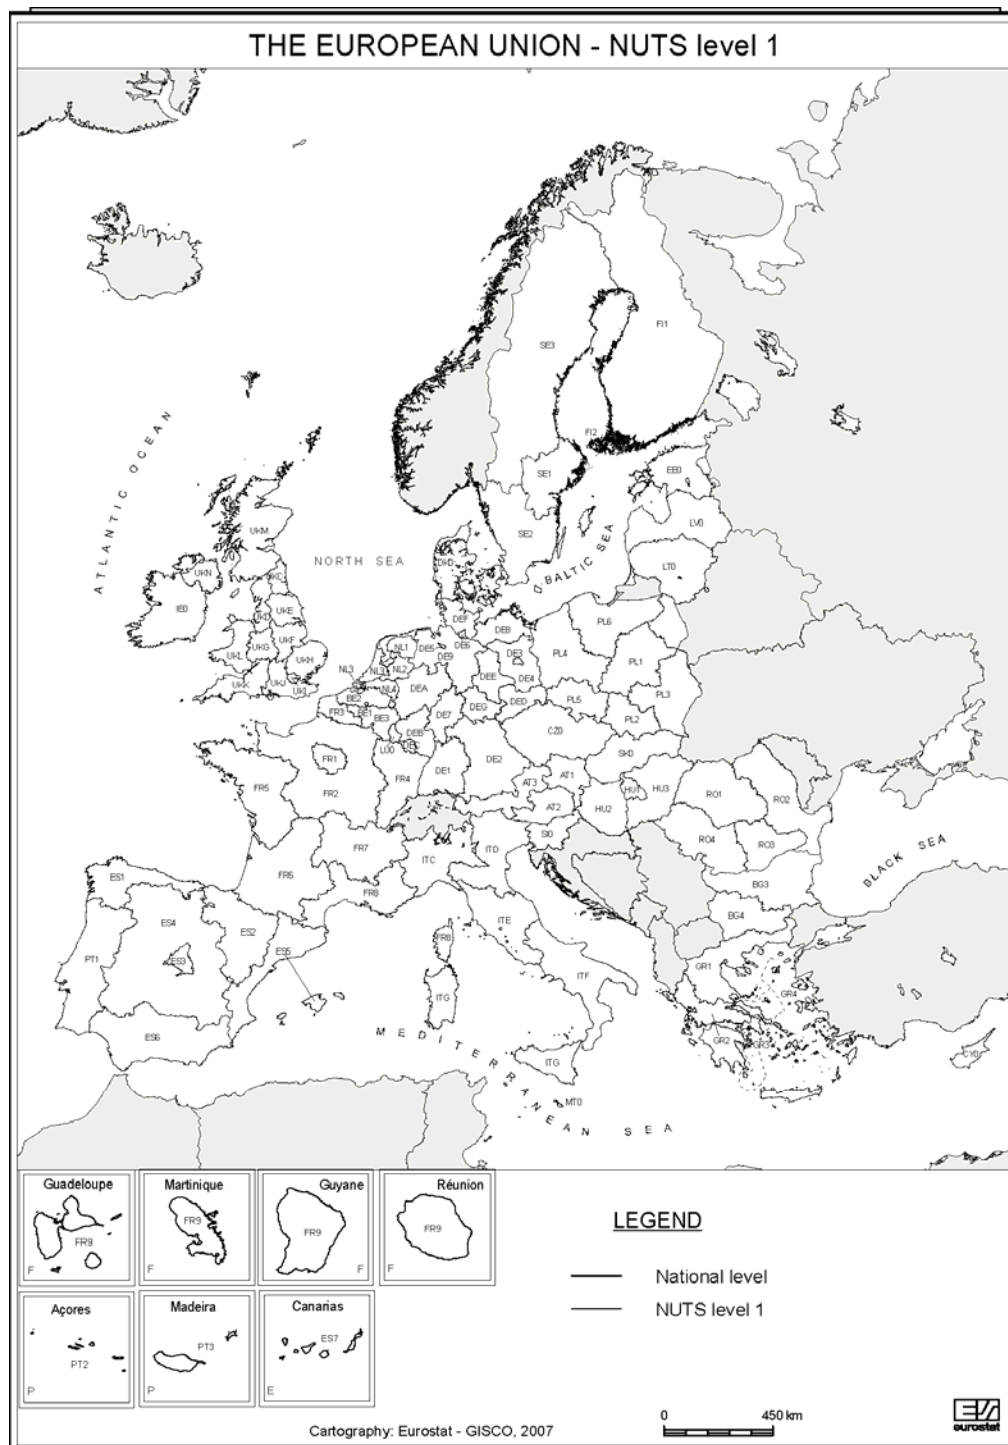 THE EUROPEAN UNION - NUTS level 1
SE3
FI1
ATLANTIC OCEAN
FI2
SE1
EE0
UKM
LV0
NORTH SEA
SE2
DK0
BALTIC SEA
UKN
UKC
LT0
IE0
UKD
UKE
DEF
PL6
UKF
DE6
UKL
UKG
UKH
NL1
DE5
DE9
DE3
PL4
PL1
NL3
NL3
NL2
DEE
DE4
UKK
UKJ
UKI
NL4
DEA
PL3
BE2
DEG
DED
PL5
FR3
BE1
BE3
DE7
PL2
DEB
CZ0
LU0
DEC
SK0
FR1
FR4
DE1
DE2
AT3
AT1
FR5
FR2
AT2
HU1
HU3
HU2
RO1
RO2
SI0
RO4
RO3
FR7
ITC
ITD
BLACK SEA
ES1
FR6
FR8
BG3
ES4
ITE
BG4
ES2
FR8
PT1
ES3
ES5
ITF
GR1
ITG
GR4
ES6
MEDITERRANEAN SEA
GR2
GR3
ITG
CY0
MT0
Guadeloupe
Martinique
Guyane
Réunion
FR9
FR9
FR9
FR9
F
F
F
F
LEGEND
National level
NUTS level 1
Açores
Madeira
Canarias
PT2
PT3
ES7
P
P
E
Cartography: Eurostat - GISCO, 2007
0
450 km
eurostat